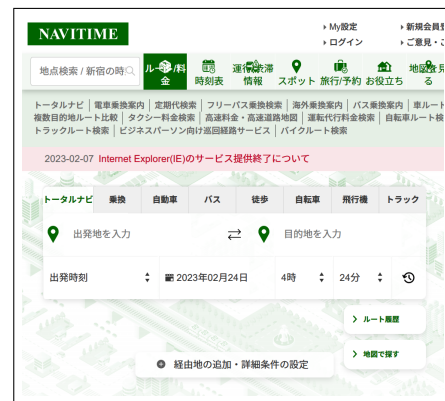 NAVITIME
My設定
新規会員登
ログイン
ご意見・こ
地点検索 / 新宿の時
ルート/料金
時刻表
運行/渋滞情報
スポット
旅行/予約
お役立ち
地図を見る
トータルナビ | 電車乗換案内 | 定期代検索 | フリーパス乗換検索 | 海外乗換案内 | バス乗換案内 | 車ルート
複数目的地ルート比較 | タクシー料金検索 | 高速料金・高速道路地図 | 運転代行料金検索 | 自転車ルート検
トラックルート検索 | ビジネスパーソン向け巡回経路サービス | バイクルート検索
2023-02-07 Internet Explorer(IE)のサービス提供終了について
トータルナビ 乗換 自動車 バス 徒歩 自転車 飛行機 トラック
出発地を入力
目的地を入力
出発時刻 2023年02月24日 4時 24分
ルート履歴
地図で探す
経由地の追加・詳細条件の設定